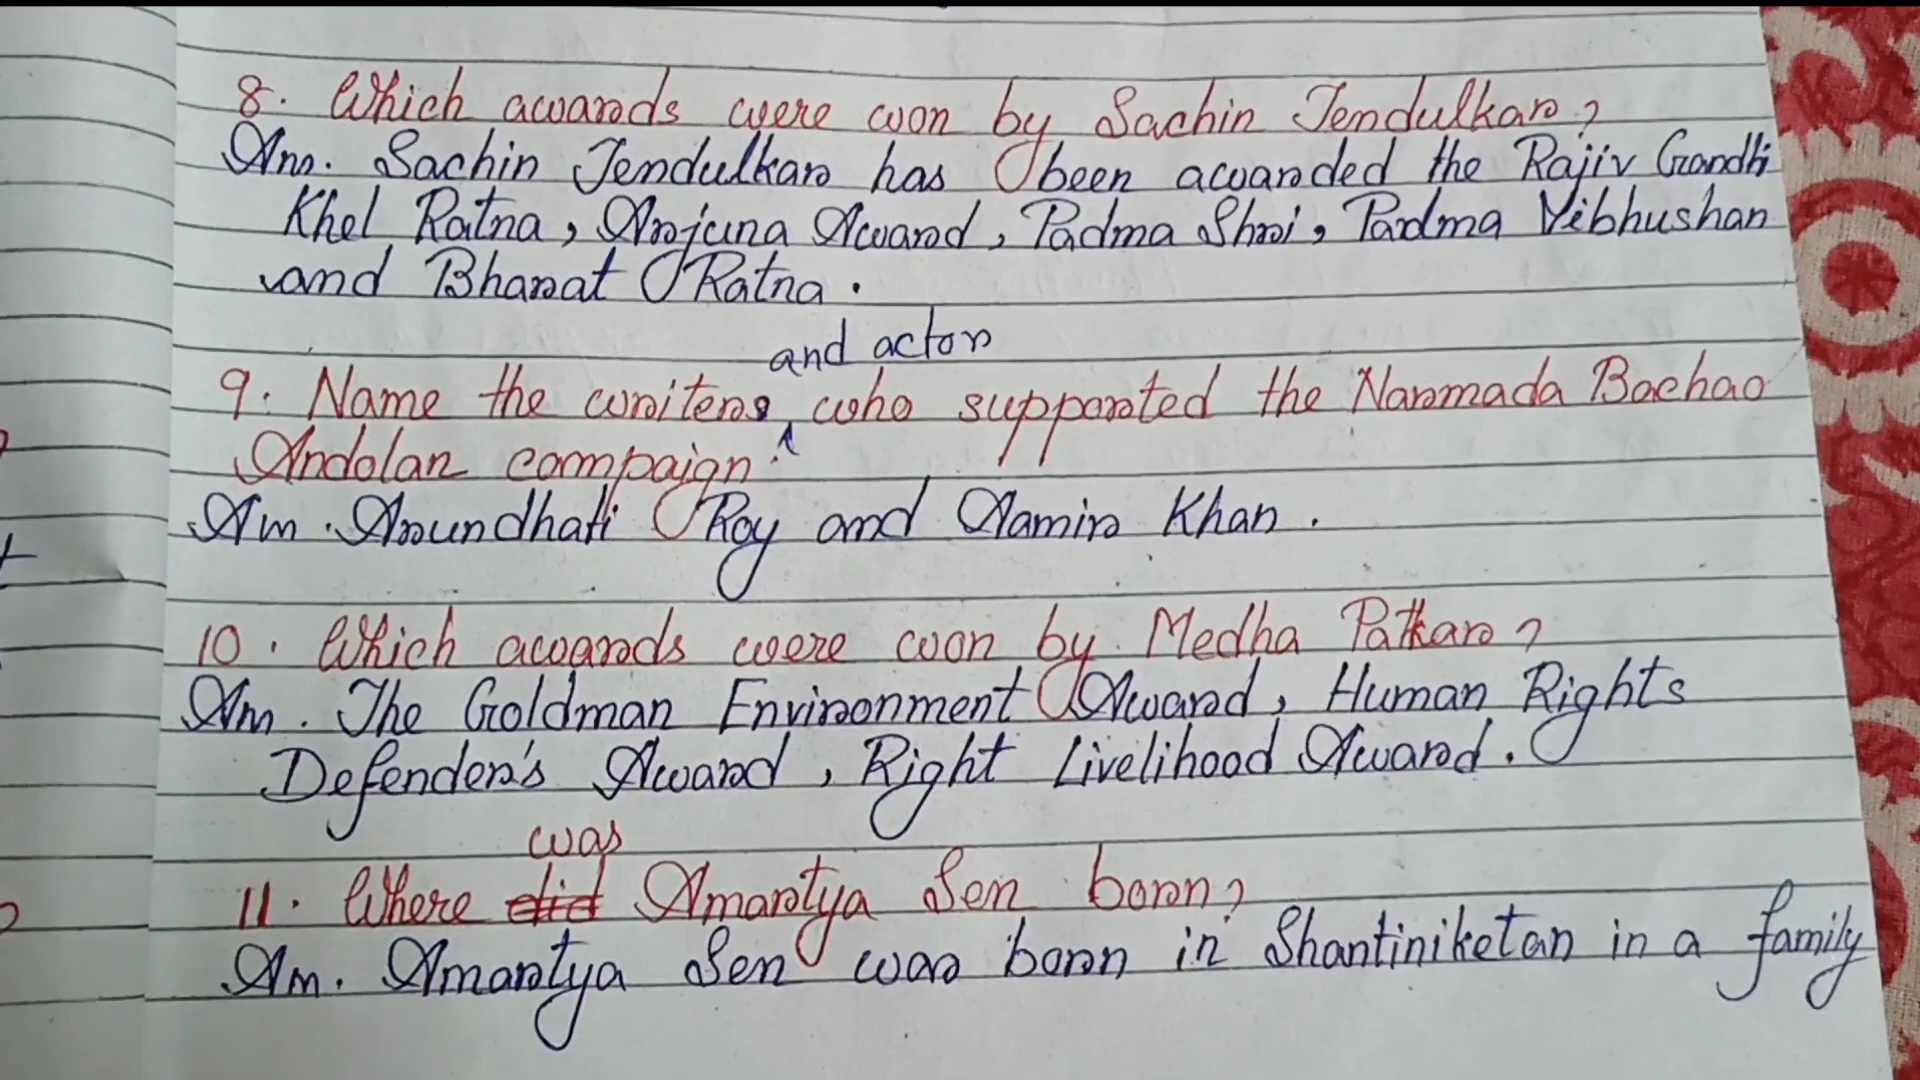 8. Which awards were won by Sachin Tendulkar?
Ans. Sachin Tendulkar has been awarded the Rajiv Gandhi
Khel Ratna, Arjuna Award, Padma Shri, Padma Vibhushan
and Bharat Ratna.
and actor
9. Name the writers who supported the Narmada Bachao
Andolan campaign.
Ans. Arundhati Roy and Aamir Khan.
10. Which awards were won by Medha Patkar?
Ans. The Goldman Environment Award, Human Rights
Defender's Award, Right Livelihood Award.
was
11. Where did Amartya Sen born?
Ans. Amartya Sen was born in Shantiniketan in a family